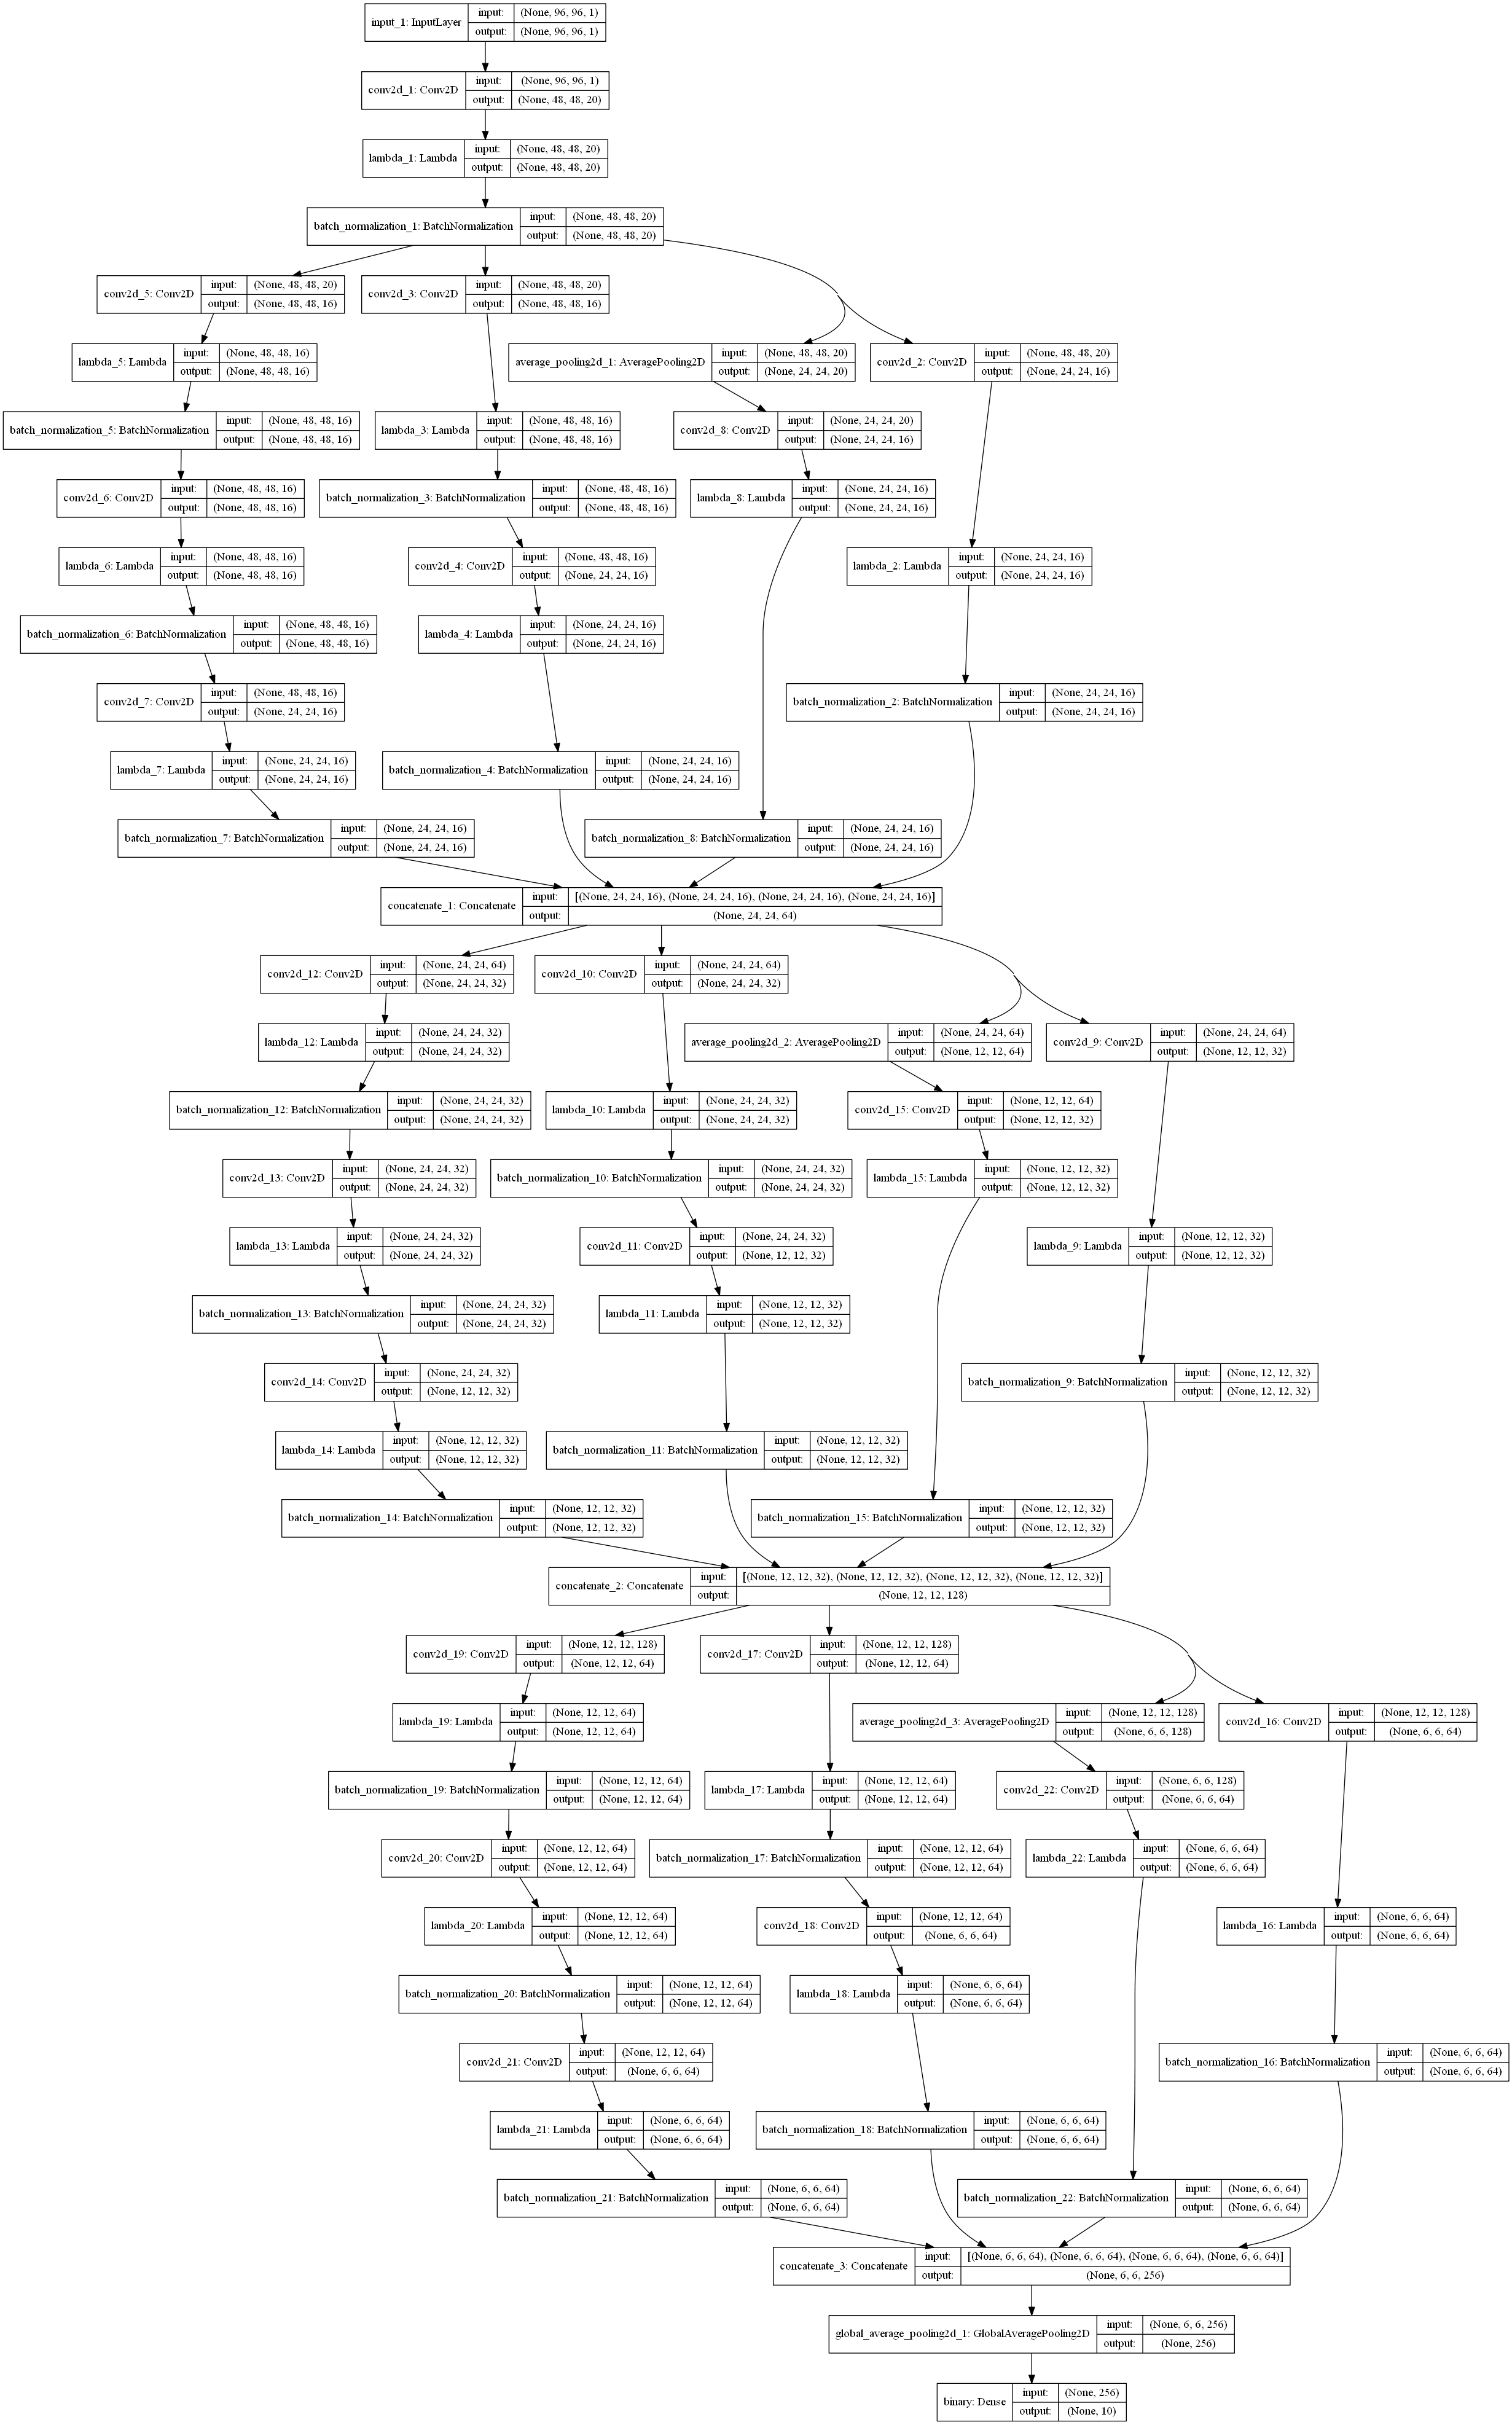 input_1: InputLayer
input: (None, 96, 96, 1)
output: (None, 96, 96, 1)
conv2d_1: Conv2D
input: (None, 96, 96, 1)
output: (None, 48, 48, 20)
lambda_1: Lambda
input: (None, 48, 48, 20)
output: (None, 48, 48, 20)
batch_normalization_1: BatchNormalization
input: (None, 48, 48, 20)
output: (None, 48, 48, 20)
conv2d_5: Conv2D
input: (None, 48, 48, 20)
output: (None, 48, 48, 16)
conv2d_3: Conv2D
input: (None, 48, 48, 20)
output: (None, 48, 48, 16)
lambda_5: Lambda
input: (None, 48, 48, 16)
output: (None, 48, 48, 16)
average_pooling2d_1: AveragePooling2D
input: (None, 48, 48, 20)
output: (None, 24, 24, 20)
conv2d_2: Conv2D
input: (None, 48, 48, 20)
output: (None, 24, 24, 16)
batch_normalization_5: BatchNormalization
input: (None, 48, 48, 16)
output: (None, 48, 48, 16)
lambda_3: Lambda
input: (None, 48, 48, 16)
output: (None, 48, 48, 16)
conv2d_8: Conv2D
input: (None, 24, 24, 20)
output: (None, 24, 24, 16)
conv2d_6: Conv2D
input: (None, 48, 48, 16)
output: (None, 48, 48, 16)
batch_normalization_3: BatchNormalization
input: (None, 48, 48, 16)
output: (None, 48, 48, 16)
lambda_8: Lambda
input: (None, 24, 24, 16)
output: (None, 24, 24, 16)
lambda_6: Lambda
input: (None, 48, 48, 16)
output: (None, 48, 48, 16)
conv2d_4: Conv2D
input: (None, 48, 48, 16)
output: (None, 24, 24, 16)
lambda_2: Lambda
input: (None, 24, 24, 16)
output: (None, 24, 24, 16)
batch_normalization_6: BatchNormalization
input: (None, 48, 48, 16)
output: (None, 48, 48, 16)
lambda_4: Lambda
input: (None, 24, 24, 16)
output: (None, 24, 24, 16)
conv2d_7: Conv2D
input: (None, 48, 48, 16)
output: (None, 24, 24, 16)
batch_normalization_2: BatchNormalization
input: (None, 24, 24, 16)
output: (None, 24, 24, 16)
lambda_7: Lambda
input: (None, 24, 24, 16)
output: (None, 24, 24, 16)
batch_normalization_4: BatchNormalization
input: (None, 24, 24, 16)
output: (None, 24, 24, 16)
batch_normalization_7: BatchNormalization
input: (None, 24, 24, 16)
output: (None, 24, 24, 16)
batch_normalization_8: BatchNormalization
input: (None, 24, 24, 16)
output: (None, 24, 24, 16)
concatenate_1: Concatenate
input: [(None, 24, 24, 16), (None, 24, 24, 16), (None, 24, 24, 16), (None, 24, 24, 16)]
output: (None, 24, 24, 64)
conv2d_12: Conv2D
input: (None, 24, 24, 64)
output: (None, 24, 24, 32)
conv2d_10: Conv2D
input: (None, 24, 24, 64)
output: (None, 24, 24, 32)
lambda_12: Lambda
input: (None, 24, 24, 32)
output: (None, 24, 24, 32)
average_pooling2d_2: AveragePooling2D
input: (None, 24, 24, 64)
output: (None, 12, 12, 64)
conv2d_9: Conv2D
input: (None, 24, 24, 64)
output: (None, 12, 12, 32)
batch_normalization_12: BatchNormalization
input: (None, 24, 24, 32)
output: (None, 24, 24, 32)
lambda_10: Lambda
input: (None, 24, 24, 32)
output: (None, 24, 24, 32)
conv2d_15: Conv2D
input: (None, 12, 12, 64)
output: (None, 12, 12, 32)
conv2d_13: Conv2D
input: (None, 24, 24, 32)
output: (None, 24, 24, 32)
batch_normalization_10: BatchNormalization
input: (None, 24, 24, 32)
output: (None, 24, 24, 32)
lambda_15: Lambda
input: (None, 12, 12, 32)
output: (None, 12, 12, 32)
lambda_13: Lambda
input: (None, 24, 24, 32)
output: (None, 24, 24, 32)
conv2d_11: Conv2D
input: (None, 24, 24, 32)
output: (None, 12, 12, 32)
lambda_9: Lambda
input: (None, 12, 12, 32)
output: (None, 12, 12, 32)
batch_normalization_13: BatchNormalization
input: (None, 24, 24, 32)
output: (None, 24, 24, 32)
lambda_11: Lambda
input: (None, 12, 12, 32)
output: (None, 12, 12, 32)
conv2d_14: Conv2D
input: (None, 24, 24, 32)
output: (None, 12, 12, 32)
batch_normalization_9: BatchNormalization
input: (None, 12, 12, 32)
output: (None, 12, 12, 32)
lambda_14: Lambda
input: (None, 12, 12, 32)
output: (None, 12, 12, 32)
batch_normalization_11: BatchNormalization
input: (None, 12, 12, 32)
output: (None, 12, 12, 32)
batch_normalization_14: BatchNormalization
input: (None, 12, 12, 32)
output: (None, 12, 12, 32)
batch_normalization_15: BatchNormalization
input: (None, 12, 12, 32)
output: (None, 12, 12, 32)
concatenate_2: Concatenate
input: [(None, 12, 12, 32), (None, 12, 12, 32), (None, 12, 12, 32), (None, 12, 12, 32)]
output: (None, 12, 12, 128)
conv2d_19: Conv2D
input: (None, 12, 12, 128)
output: (None, 12, 12, 64)
conv2d_17: Conv2D
input: (None, 12, 12, 128)
output: (None, 12, 12, 64)
lambda_19: Lambda
input: (None, 12, 12, 64)
output: (None, 12, 12, 64)
average_pooling2d_3: AveragePooling2D
input: (None, 12, 12, 128)
output: (None, 6, 6, 128)
conv2d_16: Conv2D
input: (None, 12, 12, 128)
output: (None, 6, 6, 64)
batch_normalization_19: BatchNormalization
input: (None, 12, 12, 64)
output: (None, 12, 12, 64)
lambda_17: Lambda
input: (None, 12, 12, 64)
output: (None, 12, 12, 64)
conv2d_22: Conv2D
input: (None, 6, 6, 128)
output: (None, 6, 6, 64)
conv2d_20: Conv2D
input: (None, 12, 12, 64)
output: (None, 12, 12, 64)
batch_normalization_17: BatchNormalization
input: (None, 12, 12, 64)
output: (None, 12, 12, 64)
lambda_22: Lambda
input: (None, 6, 6, 64)
output: (None, 6, 6, 64)
lambda_20: Lambda
input: (None, 12, 12, 64)
output: (None, 12, 12, 64)
conv2d_18: Conv2D
input: (None, 12, 12, 64)
output: (None, 6, 6, 64)
lambda_16: Lambda
input: (None, 6, 6, 64)
output: (None, 6, 6, 64)
batch_normalization_20: BatchNormalization
input: (None, 12, 12, 64)
output: (None, 12, 12, 64)
lambda_18: Lambda
input: (None, 6, 6, 64)
output: (None, 6, 6, 64)
conv2d_21: Conv2D
input: (None, 12, 12, 64)
output: (None, 6, 6, 64)
batch_normalization_16: BatchNormalization
input: (None, 6, 6, 64)
output: (None, 6, 6, 64)
lambda_21: Lambda
input: (None, 6, 6, 64)
output: (None, 6, 6, 64)
batch_normalization_18: BatchNormalization
input: (None, 6, 6, 64)
output: (None, 6, 6, 64)
batch_normalization_21: BatchNormalization
input: (None, 6, 6, 64)
output: (None, 6, 6, 64)
batch_normalization_22: BatchNormalization
input: (None, 6, 6, 64)
output: (None, 6, 6, 64)
concatenate_3: Concatenate
input: [(None, 6, 6, 64), (None, 6, 6, 64), (None, 6, 6, 64), (None, 6, 6, 64)]
output: (None, 6, 6, 256)
global_average_pooling2d_1: GlobalAveragePooling2D
input: (None, 6, 6, 256)
output: (None, 256)
binary: Dense
input: (None, 256)
output: (None, 10)